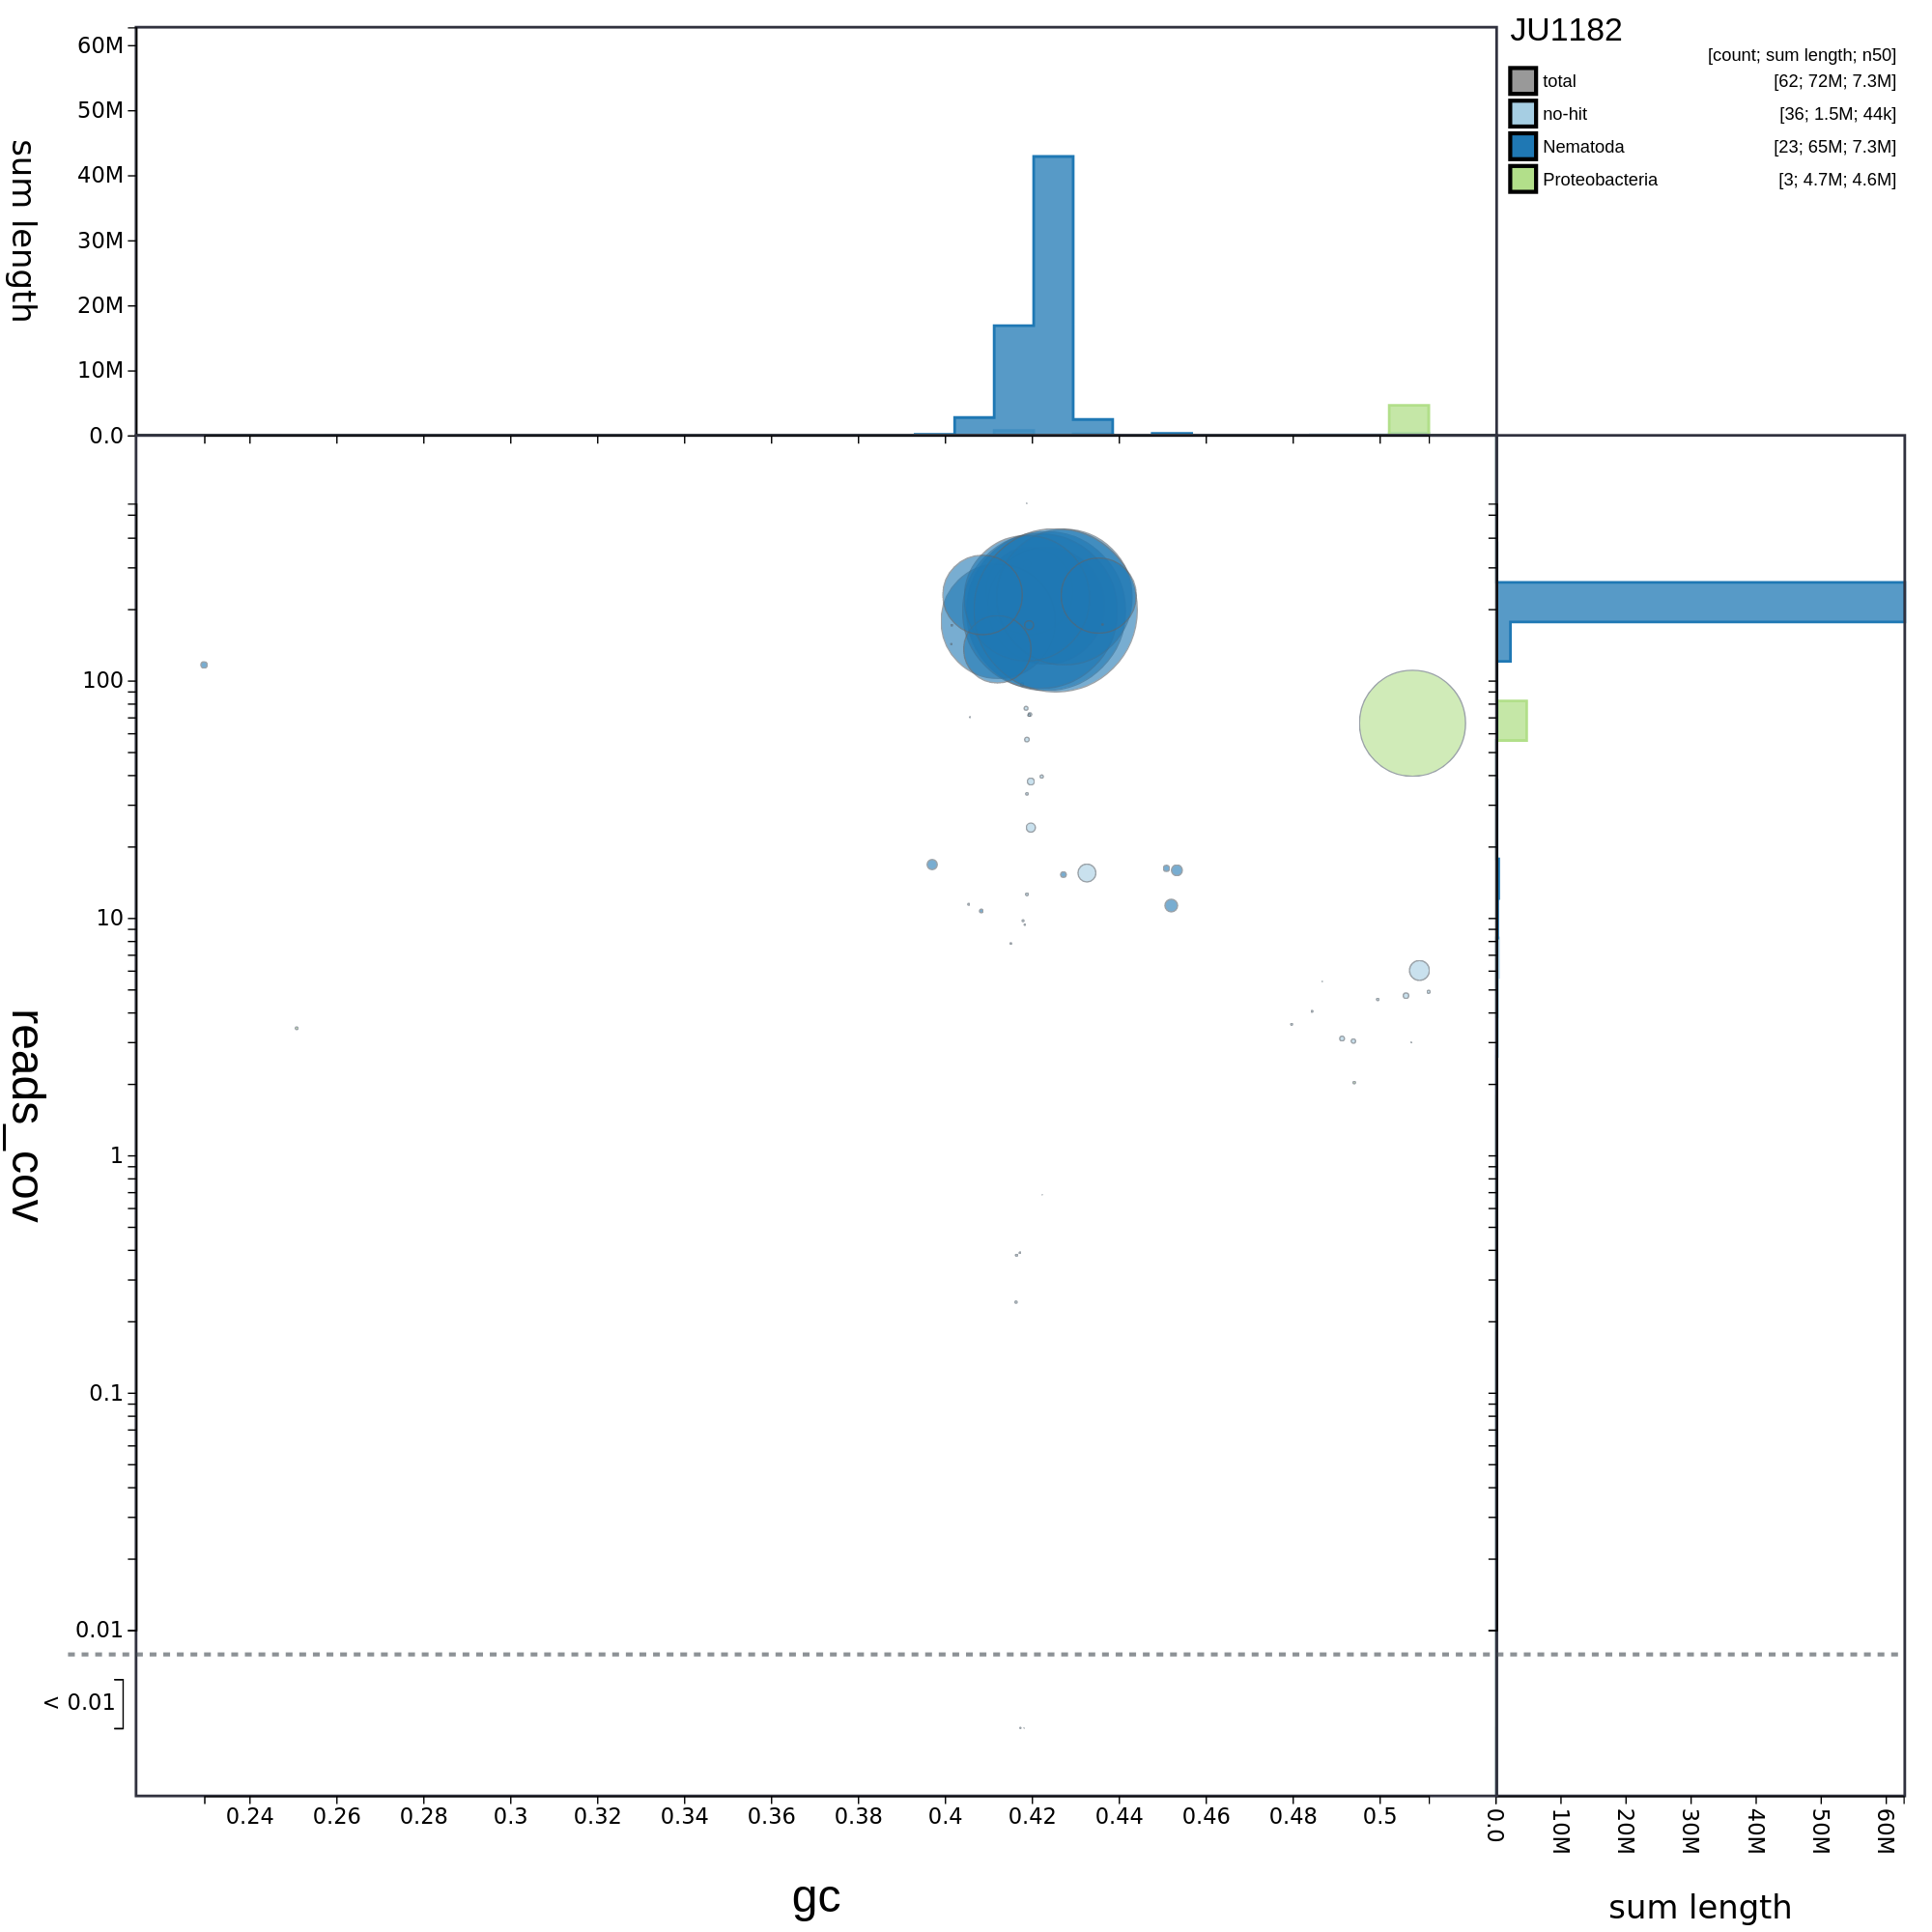 JU1182
[count; sum length; n50]
total [62; 72M; 7.3M]
no-hit [36; 1.5M; 44k]
Nematoda [23; 65M; 7.3M]
Proteobacteria [3; 4.7M; 4.6M]
sum length
60M
50M
40M
30M
20M
10M
0.0
reads_cov
100
10
1
0.1
0.01
< 0.01
0.24 0.26 0.28 0.3 0.32 0.34 0.36 0.38 0.4 0.42 0.44 0.46 0.48 0.5
gc
0.0 10M 20M 30M 40M 50M 60M
sum length